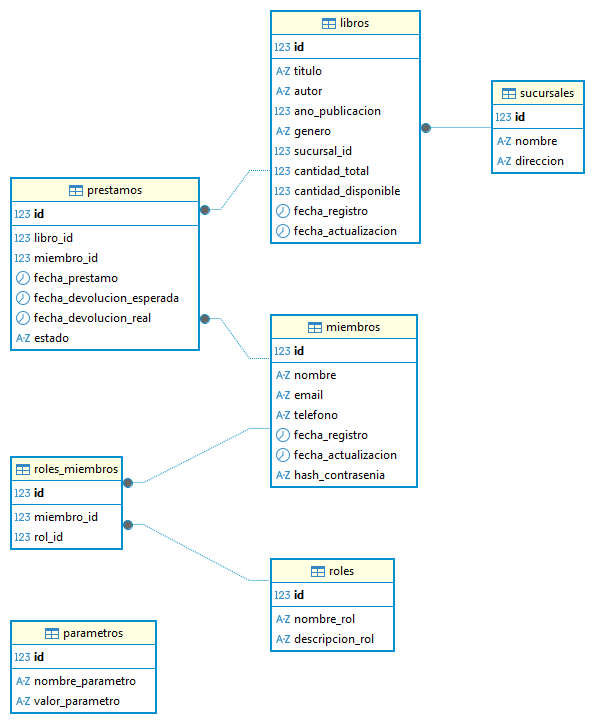 libros
123 id
A-Z titulo
A-Z autor
123 ano_publicacion
A-Z genero
123 sucursal_id
123 cantidad_total
123 cantidad_disponible
fecha_registro
fecha_actualizacion
sucursales
123 id
A-Z nombre
A-Z direccion
prestamos
123 id
123 libro_id
123 miembro_id
fecha_prestamo
fecha_devolucion_esperada
fecha_devolucion_real
A-Z estado
miembros
123 id
A-Z nombre
A-Z email
A-Z telefono
fecha_registro
fecha_actualizacion
A-Z hash_contrasenia
roles_miembros
123 id
123 miembro_id
123 rol_id
roles
123 id
A-Z nombre_rol
A-Z descripcion_rol
parametros
123 id
A-Z nombre_parametro
A-Z valor_parametro